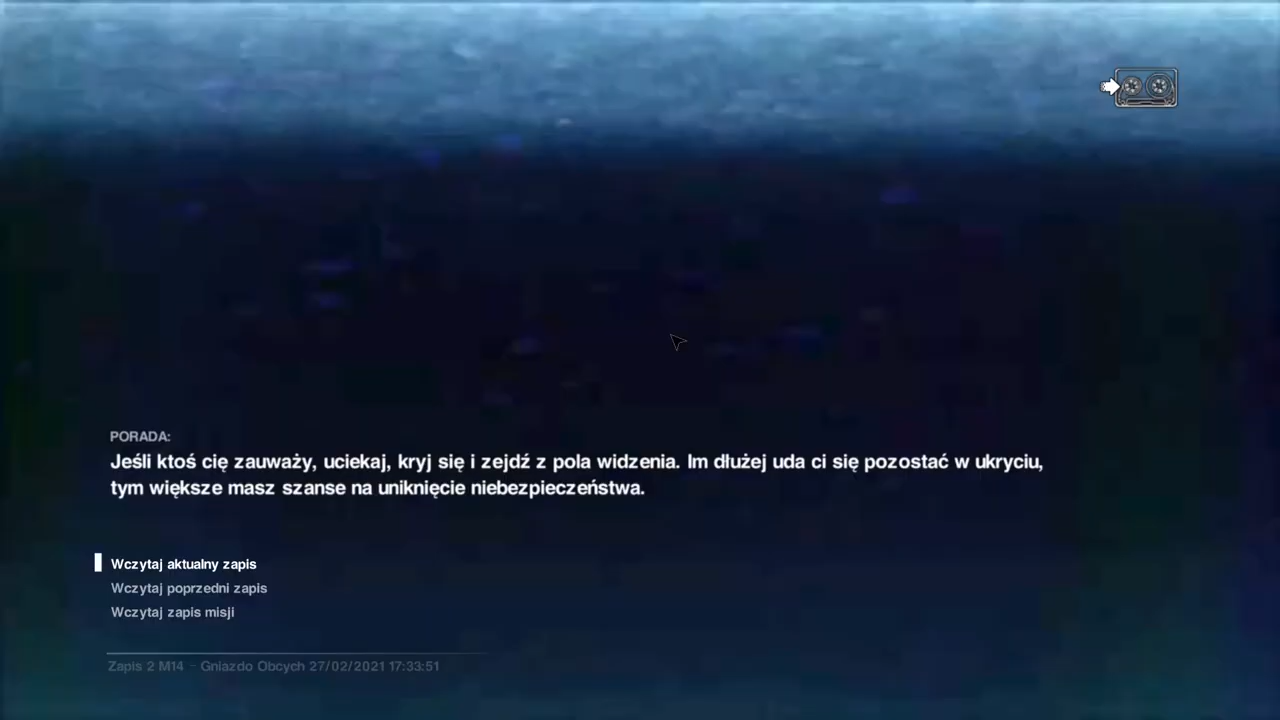 PORADA:
Jeśli ktoś cię zauważy, uciekaj, kryj się i zejdź z pola widzenia. Im dłużej uda ci się pozostać w ukryciu,
tym większe masz szanse na uniknięcie niebezpieczeństwa.
Wczytaj aktualny zapis
Wczytaj poprzedni zapis
Wczytaj zapis misji
Zapis 2 M14 - Gniazdo Obcych 27/02/2021 17:33:51